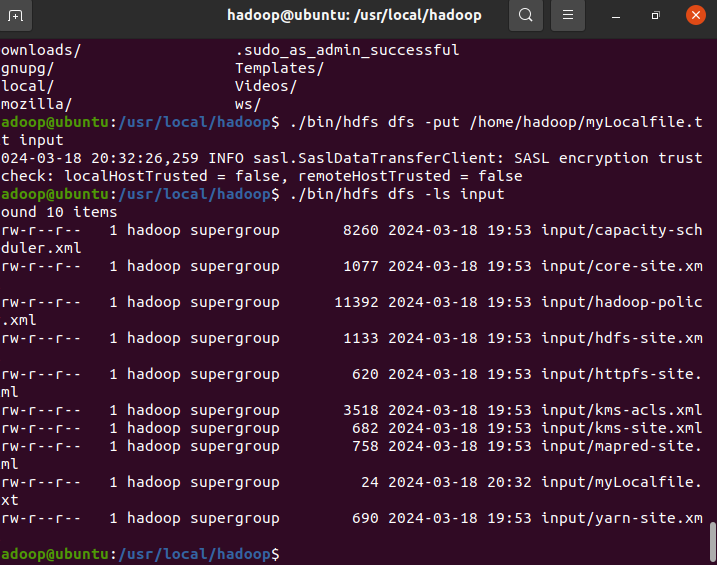 hadoop@ubuntu: /usr/local/hadoop
ownloads/ .sudo_as_admin_successful
gnupg/ Templates/
local/ Videos/
mozilla/ ws/
adoop@ubuntu:/usr/local/hadoop$ ./bin/hdfs dfs -put /home/hadoop/myLocalfile.t
t input
024-03-18 20:32:26,259 INFO sasl.SaslDataTransferClient: SASL encryption trust
check: localHostTrusted = false, remoteHostTrusted = false
adoop@ubuntu:/usr/local/hadoop$ ./bin/hdfs dfs -ls input
ound 10 items
rw-r--r-- 1 hadoop supergroup 8260 2024-03-18 19:53 input/capacity-sch
duler.xml
rw-r--r-- 1 hadoop supergroup 1077 2024-03-18 19:53 input/core-site.xm
rw-r--r-- 1 hadoop supergroup 11392 2024-03-18 19:53 input/hadoop-polic
.xml
rw-r--r-- 1 hadoop supergroup 1133 2024-03-18 19:53 input/hdfs-site.xm
rw-r--r-- 1 hadoop supergroup 620 2024-03-18 19:53 input/httpfs-site.
ml
rw-r--r-- 1 hadoop supergroup 3518 2024-03-18 19:53 input/kms-acls.xml
rw-r--r-- 1 hadoop supergroup 682 2024-03-18 19:53 input/kms-site.xml
rw-r--r-- 1 hadoop supergroup 758 2024-03-18 19:53 input/mapred-site.
ml
rw-r--r-- 1 hadoop supergroup 24 2024-03-18 20:32 input/myLocalfile.
xt
rw-r--r-- 1 hadoop supergroup 690 2024-03-18 19:53 input/yarn-site.xm
adoop@ubuntu:/usr/local/hadoop$